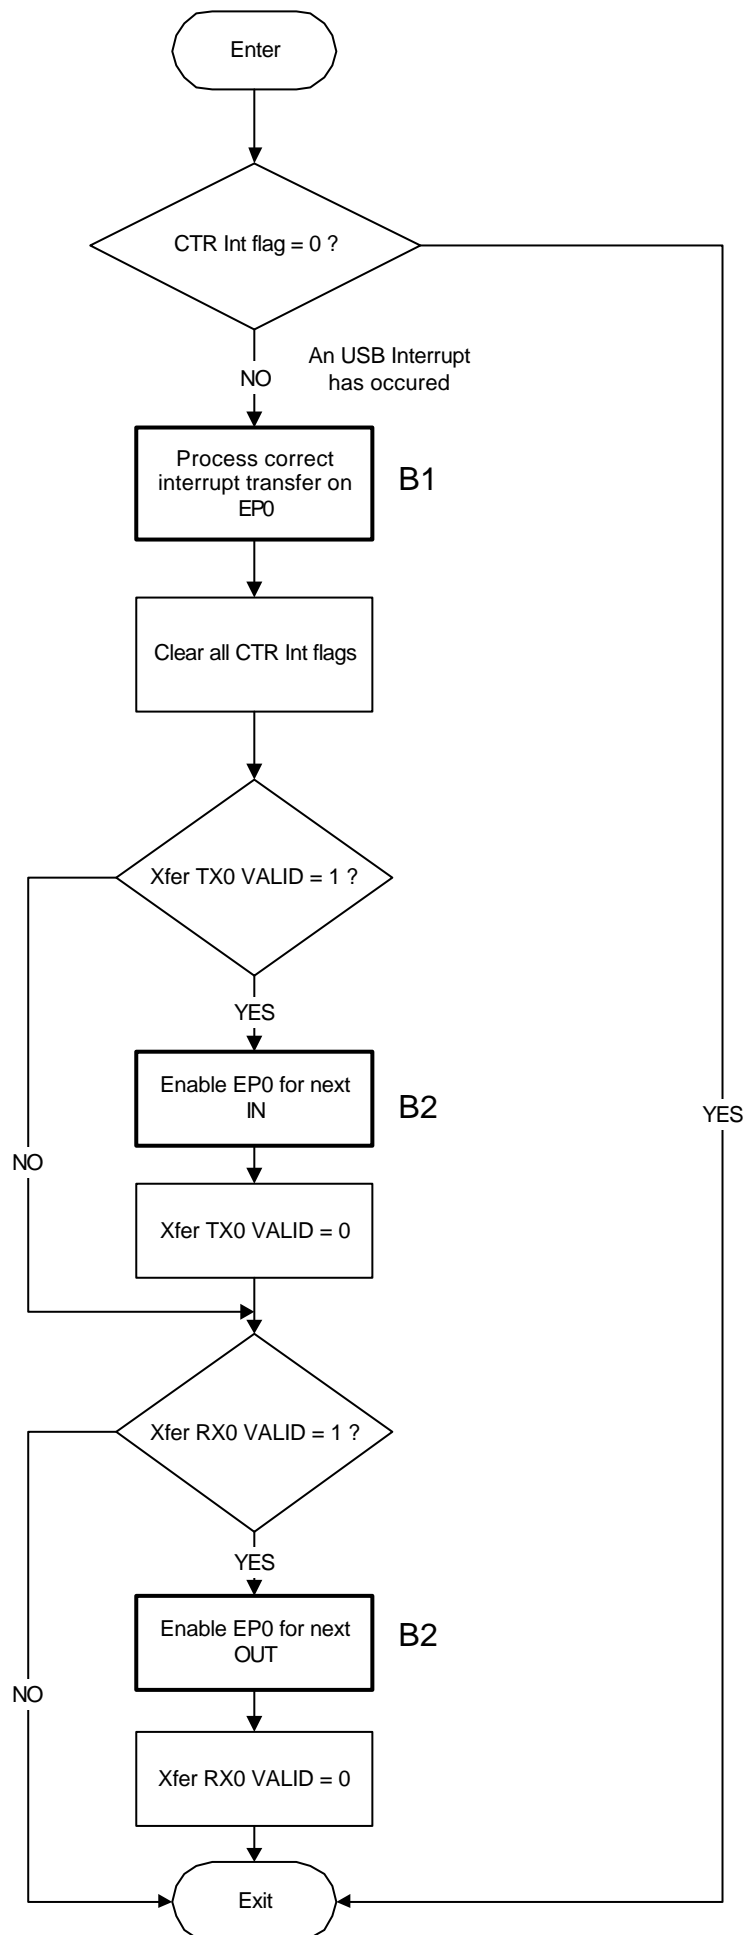 Enter
CTR Int flag = 0 ?
An USB Interrupt
has occured
NO
Process correct
interrupt transfer on
EP0
B1
Clear all CTR Int flags
Xfer TX0 VALID = 1 ?
YES
Enable EP0 for next
IN
B2
YES
NO
Xfer TX0 VALID = 0
Xfer RX0 VALID = 1 ?
YES
Enable EP0 for next
OUT
B2
NO
Xfer RX0 VALID = 0
Exit